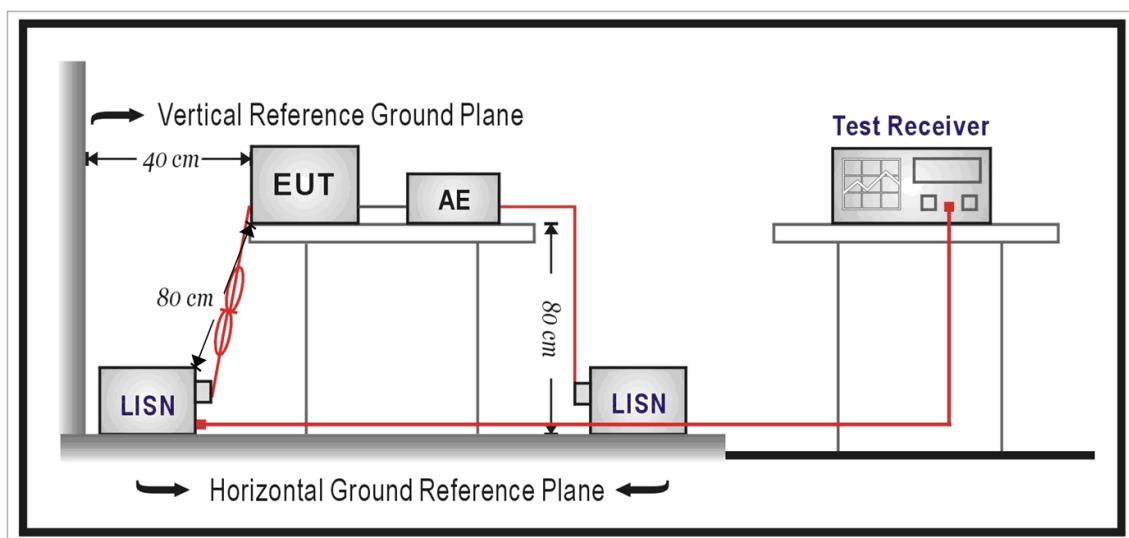 Vertical Reference Ground Plane
Test Receiver
40 cm
EUT
AE
80 cm
80 cm
LISN
LISN
Horizontal Ground Reference Plane